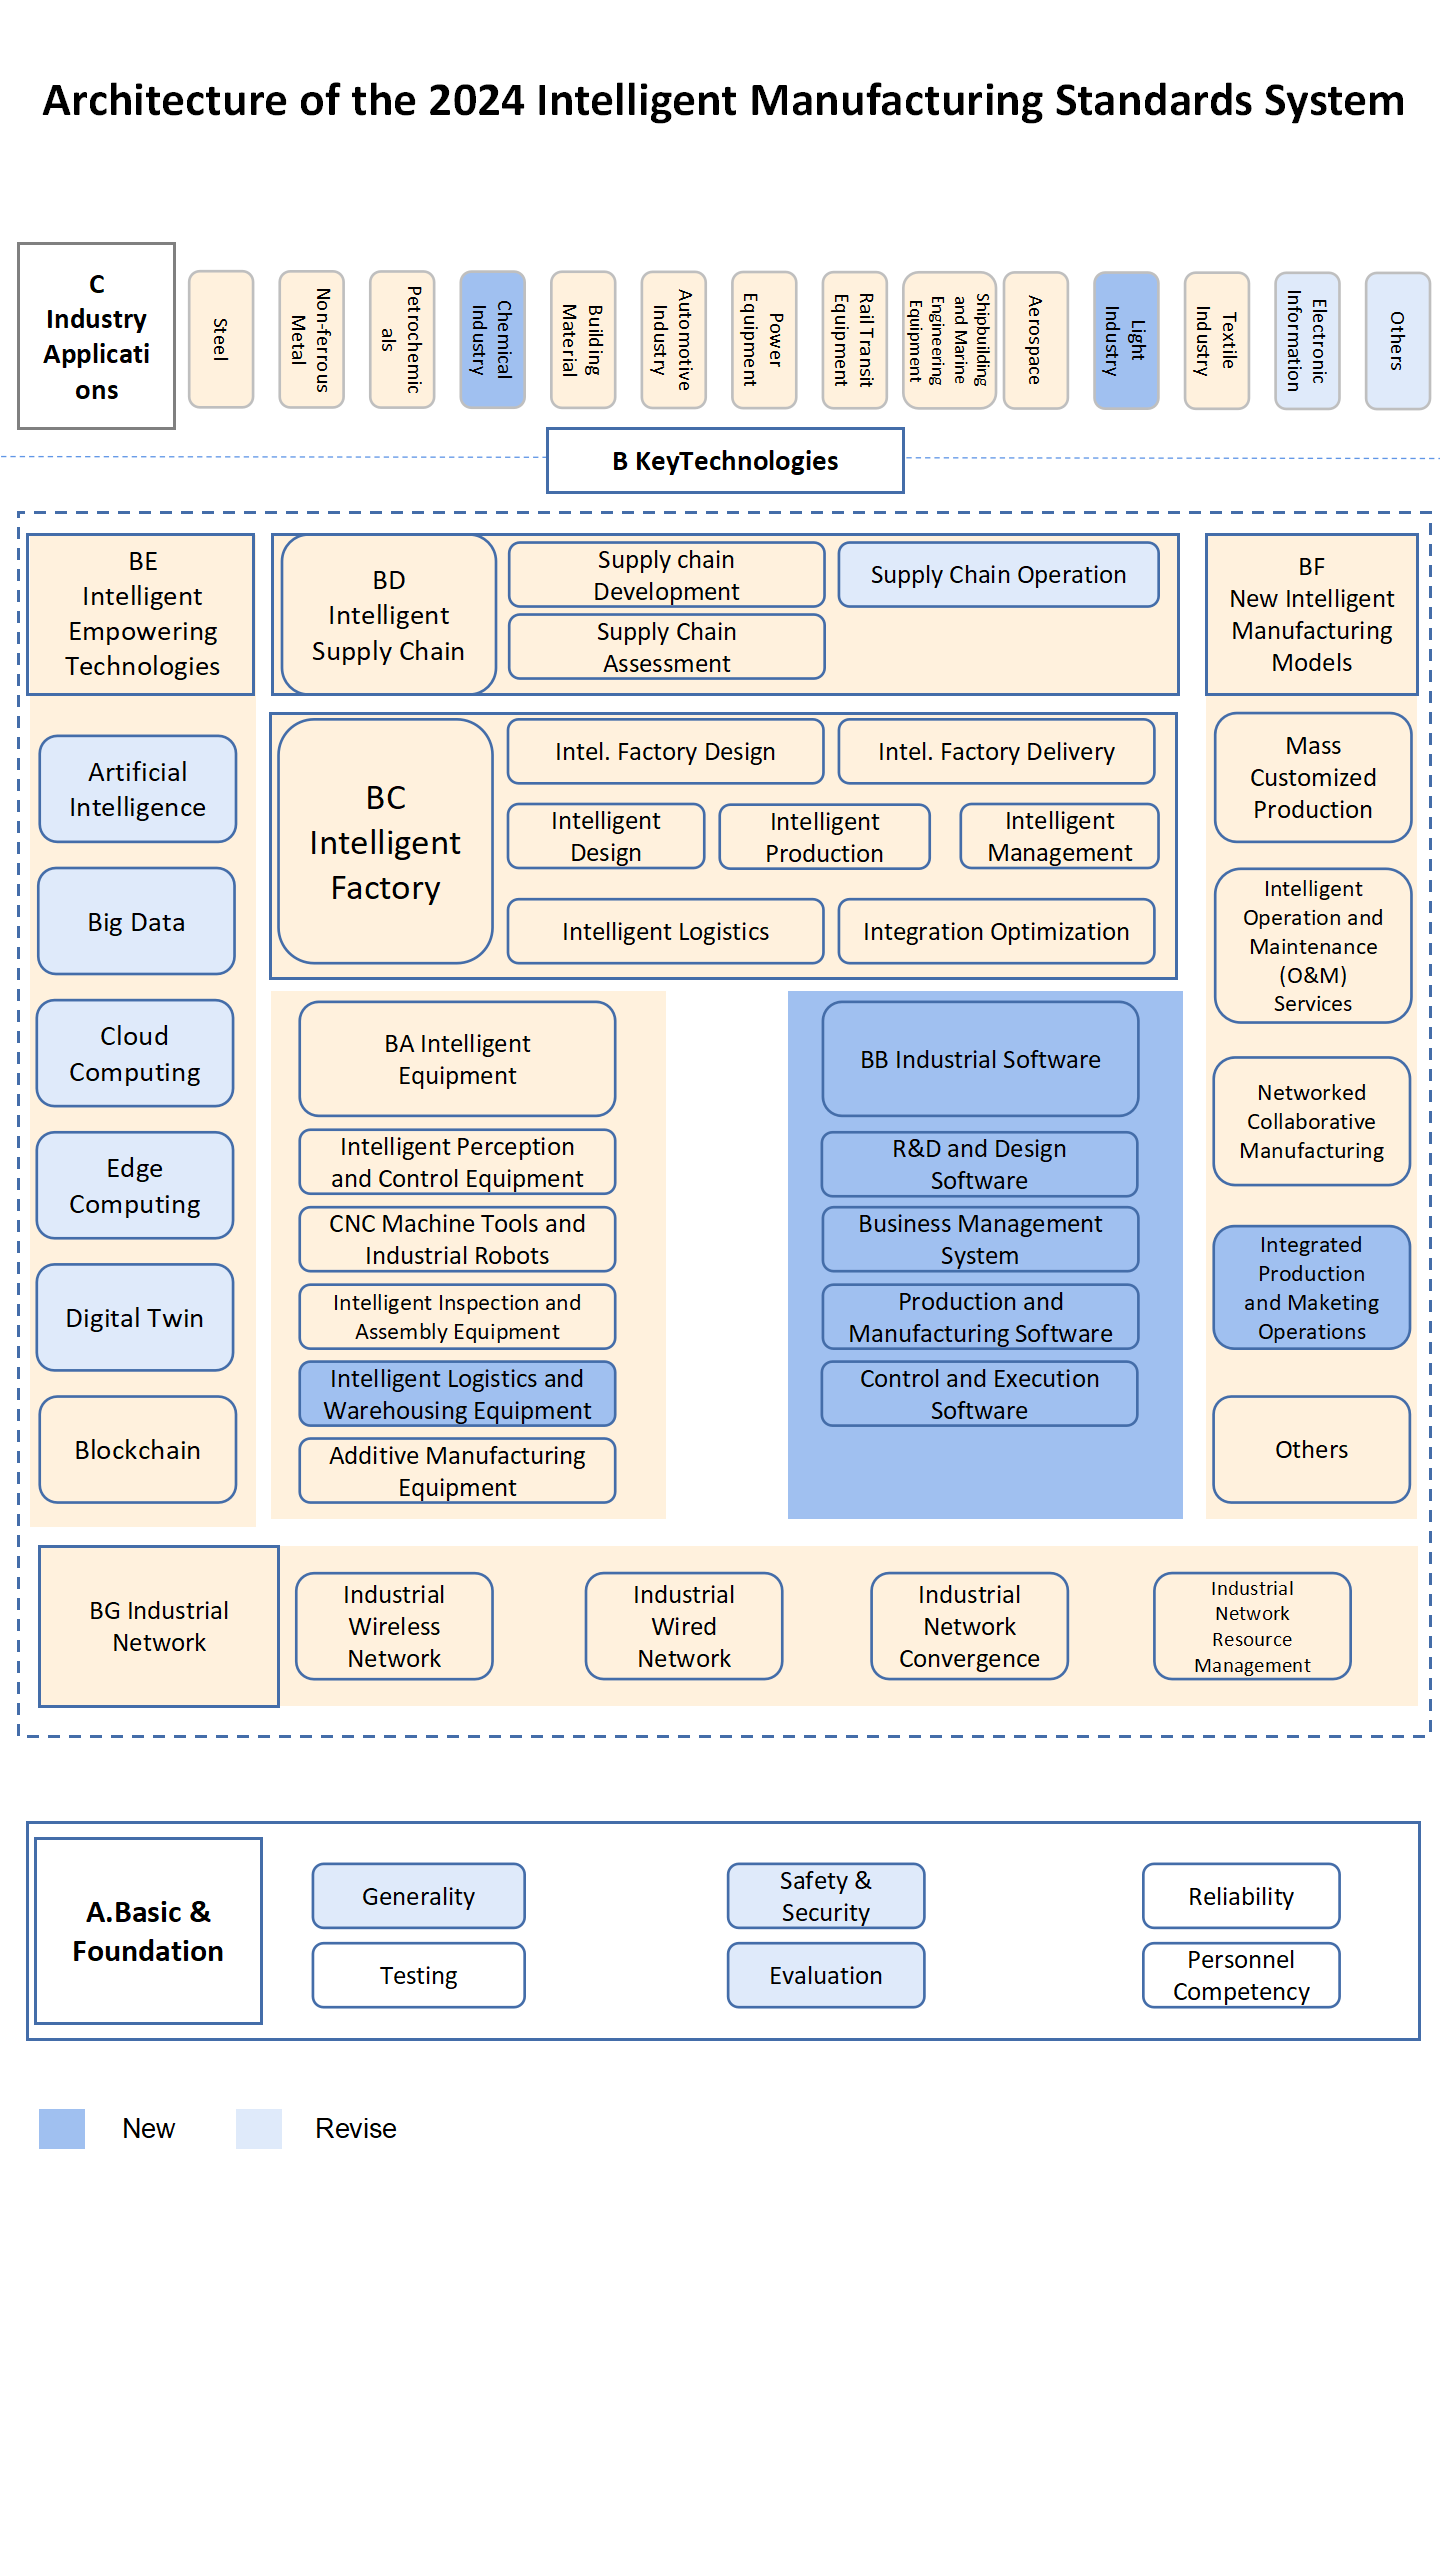 Architecture of the 2024 Intelligent Manufacturing Standards System
C
Industry
Applicati
ons
Steel
Non-ferrous
Metal
Petrochemic
als
Chemical
Industry
Building
Material
Automotive
Industry
Power
Equipment
Rail Transit
Equipment
Shipbuilding
and Marine
Engineering
Equipment
Aerospace
Light
Industry
Textile
Industry
Electronic
Information
Others
B KeyTechnologies
BE
Intelligent
Empowering
Technologies
Artificial
Intelligence
Big Data
Cloud
Computing
Edge
Computing
Digital Twin
Blockchain
BD
Intelligent
Supply Chain
Supply chain
Development
Supply Chain Operation
Supply Chain
Assessment
BC
Intelligent
Factory
Intel. Factory Design
Intel. Factory Delivery
Intelligent
Design
Intelligent
Production
Intelligent
Management
Intelligent Logistics
Integration Optimization
BA Intelligent
Equipment
Intelligent Perception
and Control Equipment
CNC Machine Tools and
Industrial Robots
Intelligent Inspection and
Assembly Equipment
Intelligent Logistics and
Warehousing Equipment
Additive Manufacturing
Equipment
BB Industrial Software
R&D and Design
Software
Business Management
System
Production and
Manufacturing Software
Control and Execution
Software
BF
New Intelligent
Manufacturing
Models
Mass
Customized
Production
Intelligent
Operation and
Maintenance
(O&M)
Services
Networked
Collaborative
Manufacturing
Integrated
Production
and Maketing
Operations
Others
BG Industrial
Network
Industrial
Wireless
Network
Industrial
Wired
Network
Industrial
Network
Convergence
Industrial
Network
Resource
Management
A.Basic &
Foundation
Generality
Safety &
Security
Reliability
Testing
Evaluation
Personnel
Competency
New
Revise